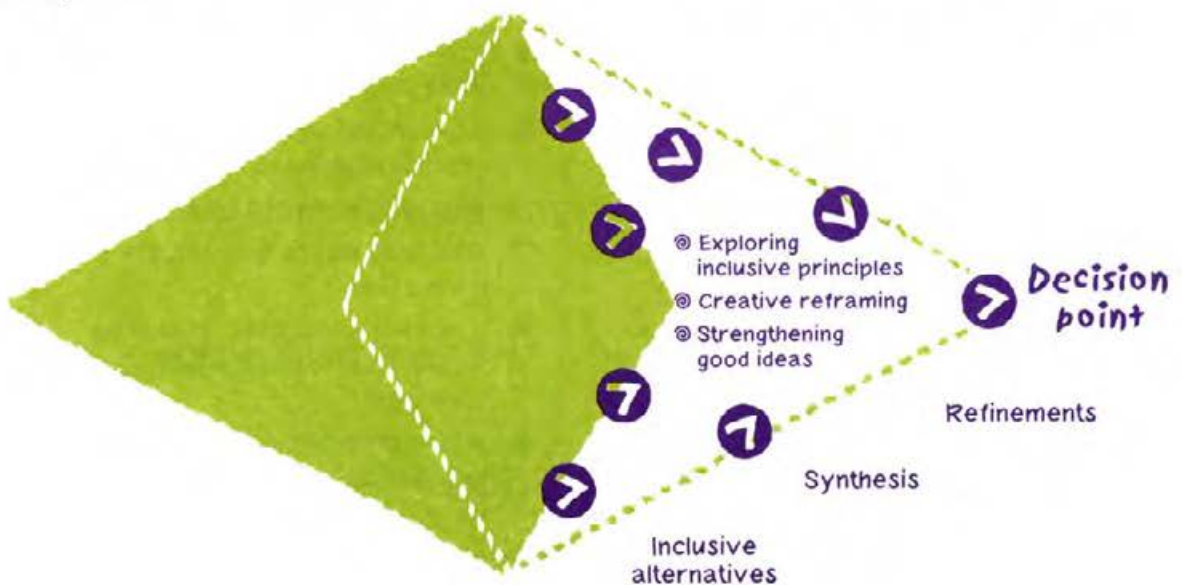 Exploring
inclusive principles
Creative reframing
Strengthening
good ideas
Decision
point
Refinements
Synthesis
Inclusive
alternatives